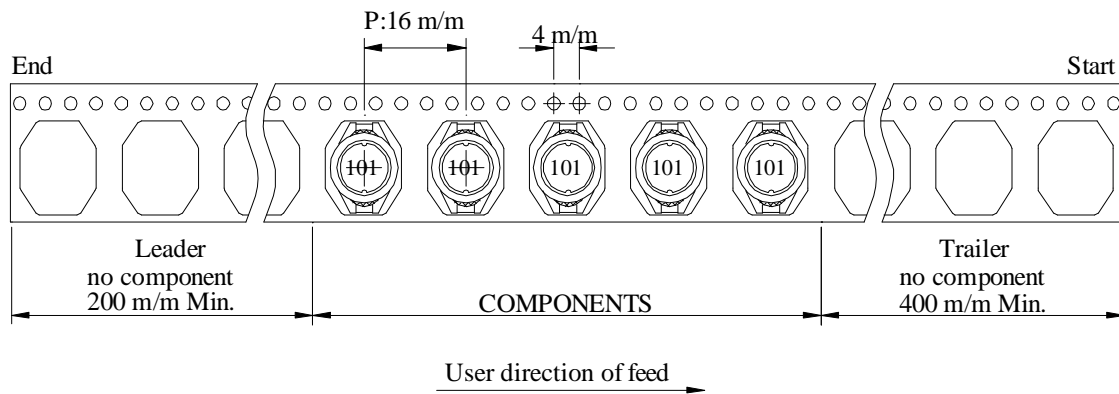 P:16 m/m
4 m/m
End
Start
101
101
101
101
101
Leader
no component
200 m/m Min.
COMPONENTS
Trailer
no component
400 m/m Min.
User direction of feed